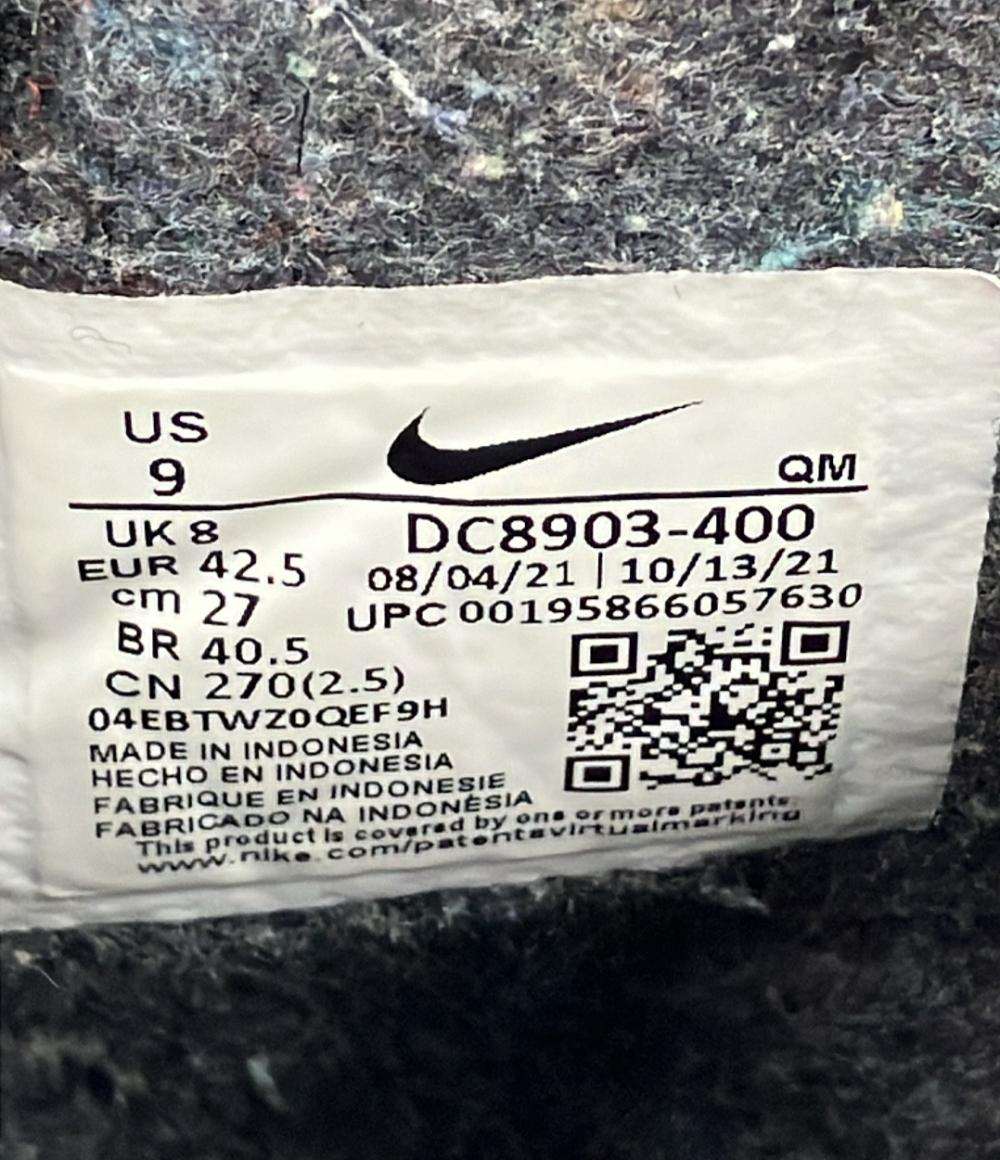 US
9
QM
UK 8
EUR 42.5
cm 27
BR 40.5
CN 270(2.5)
DC8903-400
08/04/21 | 10/13/21
UPC 00195866057630
04EBTWZ0QEF9H
MADE IN INDONESIA
HECHO EN INDONESIA
FABRIQUE EN INDONESIE
FABRICADO NA INDONÉSIA
This product is covered by one or more patents.
www.nike.com/patentsvirtualmarking